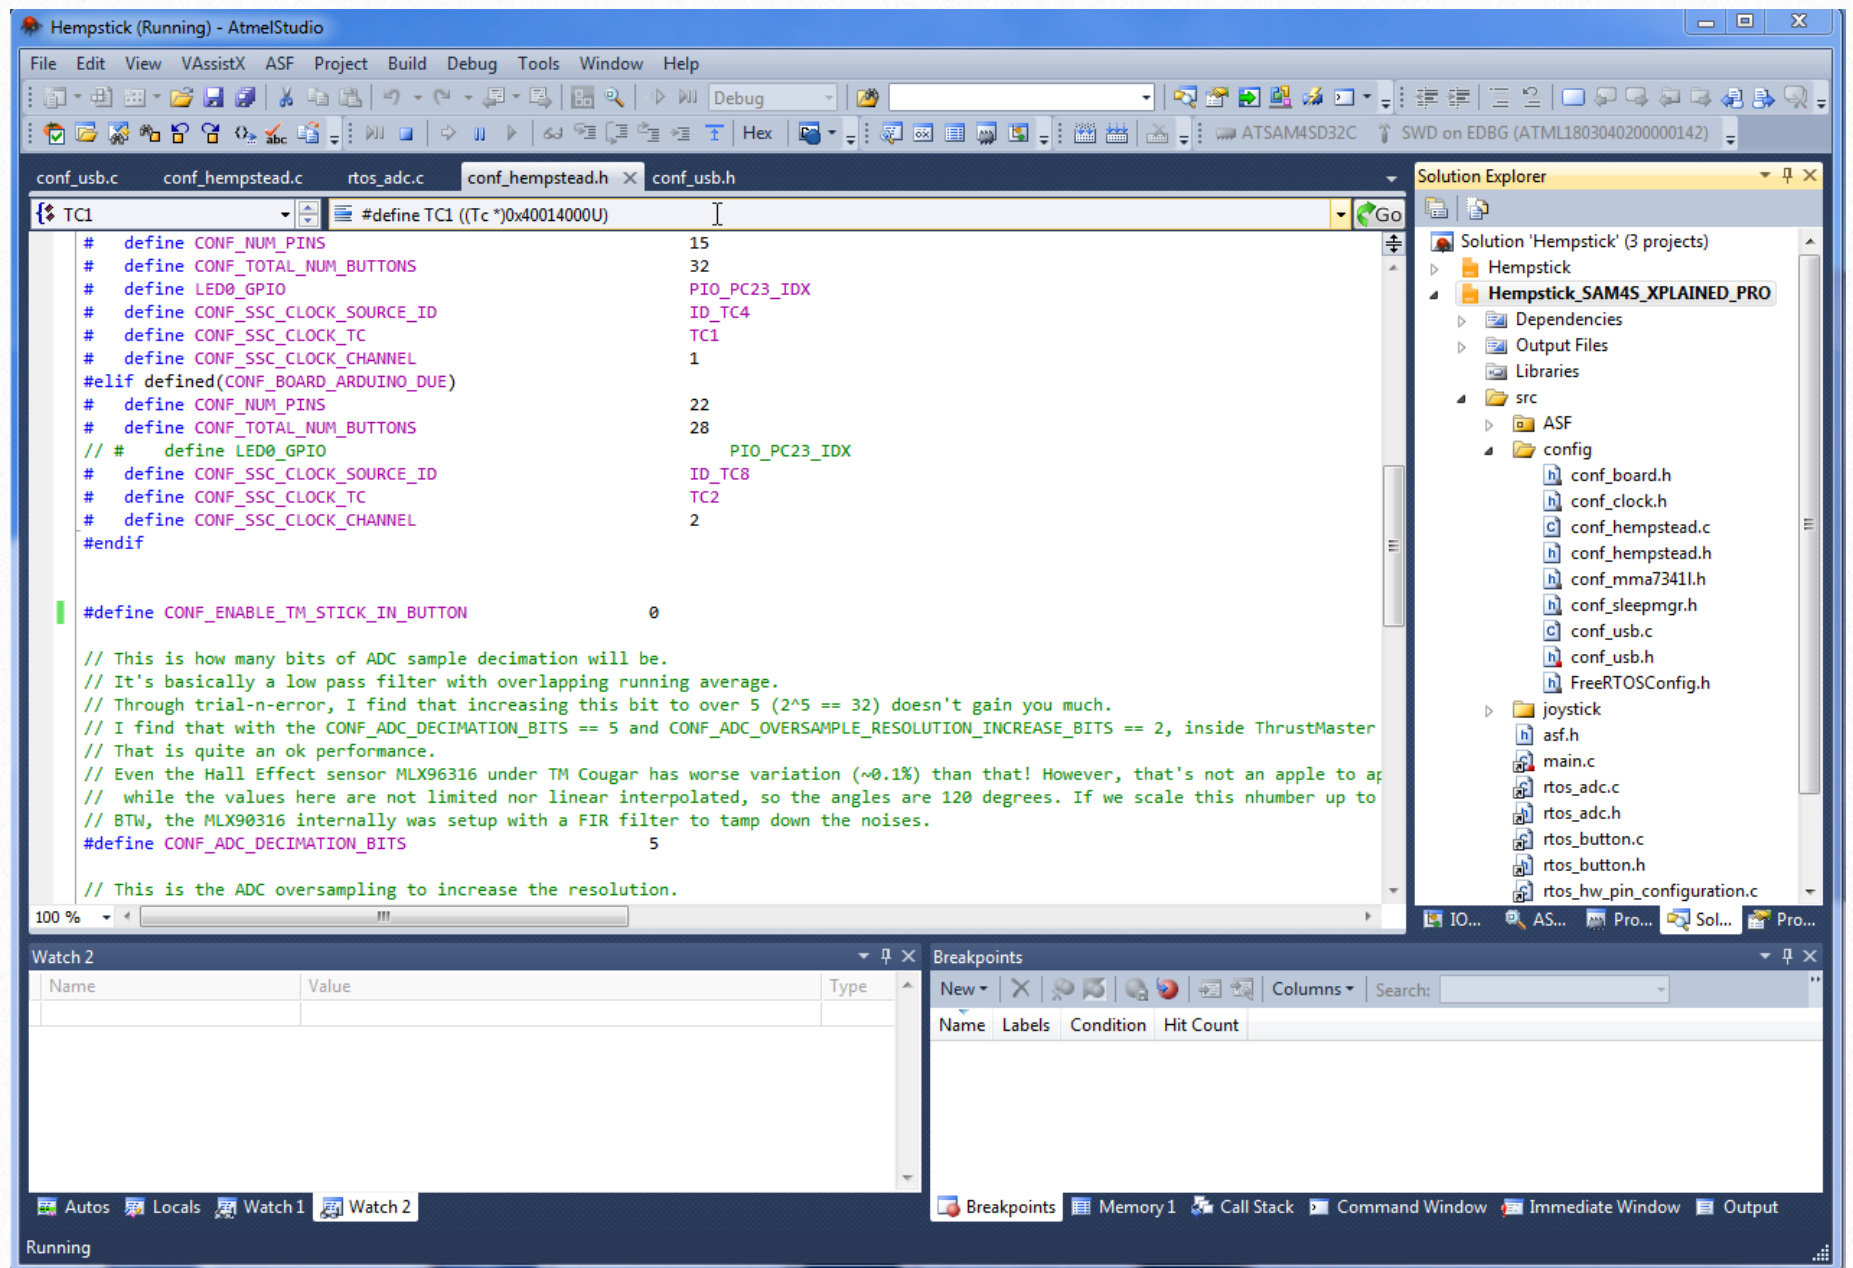 Hempstick (Running) - AtmelStudio
File Edit View VAssistX ASF Project Build Debug Tools Window Help
Debug
Hex ATSAM4SD32C SWD on EDBG (ATML1803040200000142)
conf_usb.c conf_hempstead.c rtos_adc.c conf_hempstead.h conf_usb.h
TC1 #define TC1 ((Tc *)0x40014000U) Go
# define CONF_NUM_PINS 15
# define CONF_TOTAL_NUM_BUTTONS 32
# define LED0_GPIO PIO_PC23_IDX
# define CONF_SSC_CLOCK_SOURCE_ID ID_TC4
# define CONF_SSC_CLOCK_TC TC1
# define CONF_SSC_CLOCK_CHANNEL 1
#elif defined(CONF_BOARD_ARDUINO_DUE)
# define CONF_NUM_PINS 22
# define CONF_TOTAL_NUM_BUTTONS 28
// # define LED0_GPIO PIO_PC23_IDX
# define CONF_SSC_CLOCK_SOURCE_ID ID_TC8
# define CONF_SSC_CLOCK_TC TC2
# define CONF_SSC_CLOCK_CHANNEL 2
#endif
#define CONF_ENABLE_TM_STICK_IN_BUTTON 0
// This is how many bits of ADC sample decimation will be.
// It's basically a low pass filter with overlapping running average.
// Through trial-n-error, I find that increasing this bit to over 5 (2^5 == 32) doesn't gain you much.
// I find that with the CONF_ADC_DECIMATION_BITS == 5 and CONF_ADC_OVERSAMPLE_RESOLUTION_INCREASE_BITS == 2, inside ThrustMaster
// That is quite an ok performance.
// Even the Hall Effect sensor MLX96316 under TM Cougar has worse variation (~0.1%) than that! However, that's not an apple to ap
// while the values here are not limited nor linear interpolated, so the angles are 120 degrees. If we scale this nhumber up to
// BTW, the MLX90316 internally was setup with a FIR filter to tamp down the noises.
#define CONF_ADC_DECIMATION_BITS 5
// This is the ADC oversampling to increase the resolution.
100 %
Solution Explorer
Solution 'Hempstick' (3 projects)
Hempstick
Hempstick_SAM4S_XPLAINED_PRO
Dependencies
Output Files
Libraries
src
ASF
config
conf_board.h
conf_clock.h
conf_hempstead.c
conf_hempstead.h
conf_mma7341l.h
conf_sleepmgr.h
conf_usb.c
conf_usb.h
FreeRTOSConfig.h
joystick
asf.h
main.c
rtos_adc.c
rtos_adc.h
rtos_button.c
rtos_button.h
rtos_hw_pin_configuration.c
IO... AS... Pro... Sol... Pro...
Watch 2
Name Value Type
Autos Locals Watch 1 Watch 2
Breakpoints
New Columns Search:
Name Labels Condition Hit Count
Breakpoints Memory 1 Call Stack Command Window Immediate Window Output
Running